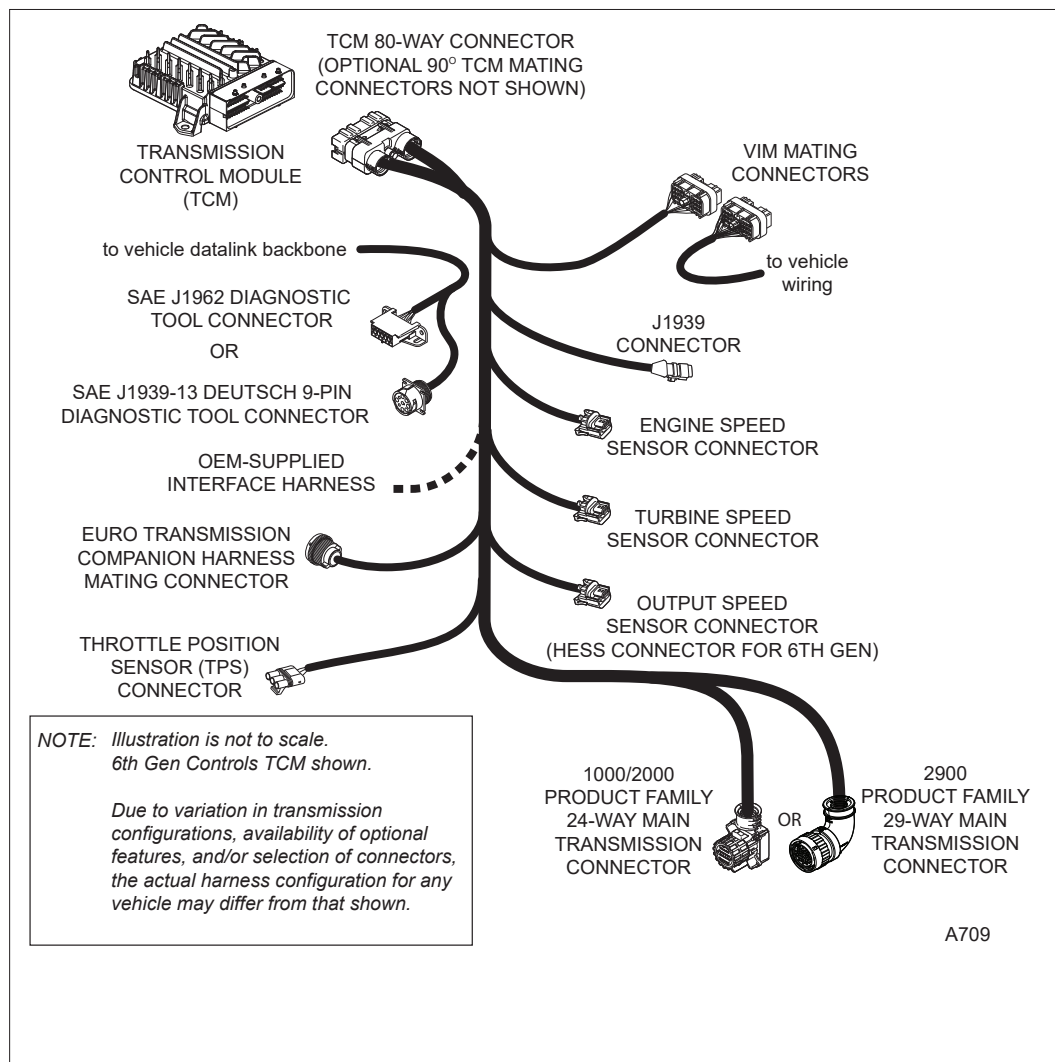 TCM 80-WAY CONNECTOR
(OPTIONAL 90° TCM MATING
CONNECTORS NOT SHOWN)
TRANSMISSION
CONTROL MODULE
(TCM)
VIM MATING
CONNECTORS
to vehicle datalink backbone
to vehicle
wiring
SAE J1962 DIAGNOSTIC
TOOL CONNECTOR
OR
SAE J1939-13 DEUTSCH 9-PIN
DIAGNOSTIC TOOL CONNECTOR
J1939
CONNECTOR
ENGINE SPEED
SENSOR CONNECTOR
OEM-SUPPLIED
INTERFACE HARNESS
TURBINE SPEED
SENSOR CONNECTOR
EURO TRANSMISSION
COMPANION HARNESS
MATING CONNECTOR
OUTPUT SPEED
SENSOR CONNECTOR
(HESS CONNECTOR FOR 6TH GEN)
THROTTLE POSITION
SENSOR (TPS)
CONNECTOR
NOTE: Illustration is not to scale.
6th Gen Controls TCM shown.
Due to variation in transmission
configurations, availability of optional
features, and/or selection of connectors,
the actual harness configuration for any
vehicle may differ from that shown.
1000/2000
PRODUCT FAMILY
24-WAY MAIN
TRANSMISSION
CONNECTOR
OR
2900
PRODUCT FAMILY
29-WAY MAIN
TRANSMISSION
CONNECTOR
A709